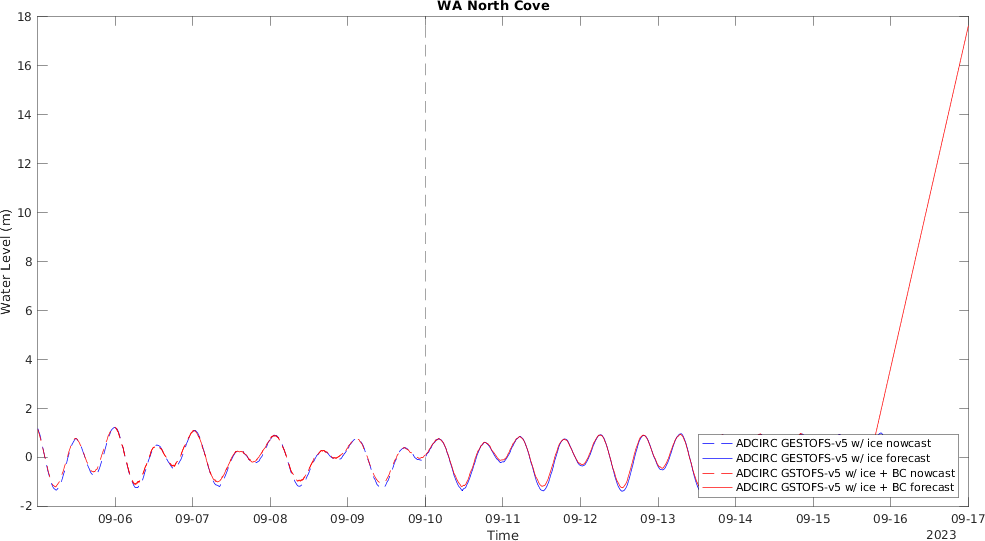 WA North Cove
18
16
14
12
10
8
6
4
2
0
-2
Water Level (m)
ADCIRC GESTOFS-v5 w/ ice nowcast
ADCIRC GESTOFS-v5 w/ ice forecast
ADCIRC GSTOFS-v5 w/ ice + BC nowcast
ADCIRC GSTOFS-v5 w/ ice + BC forecast
09-06 09-07 09-08 09-09 09-10 09-11 09-12 09-13 09-14 09-15 09-16 09-17
Time
2023